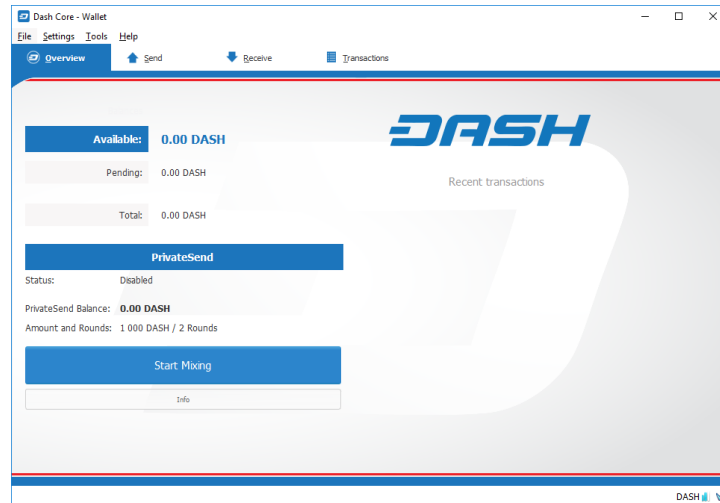 Dash Core - Wallet
File Settings Tools Help
Overview Send Receive Transactions
DASH
Available: 0.00 DASH
Pending: 0.00 DASH
Recent transactions
Total: 0.00 DASH
PrivateSend
Status: Disabled
PrivateSend Balance: 0.00 DASH
Amount and Rounds: 1 000 DASH / 2 Rounds
Start Mixing
Info
DASH